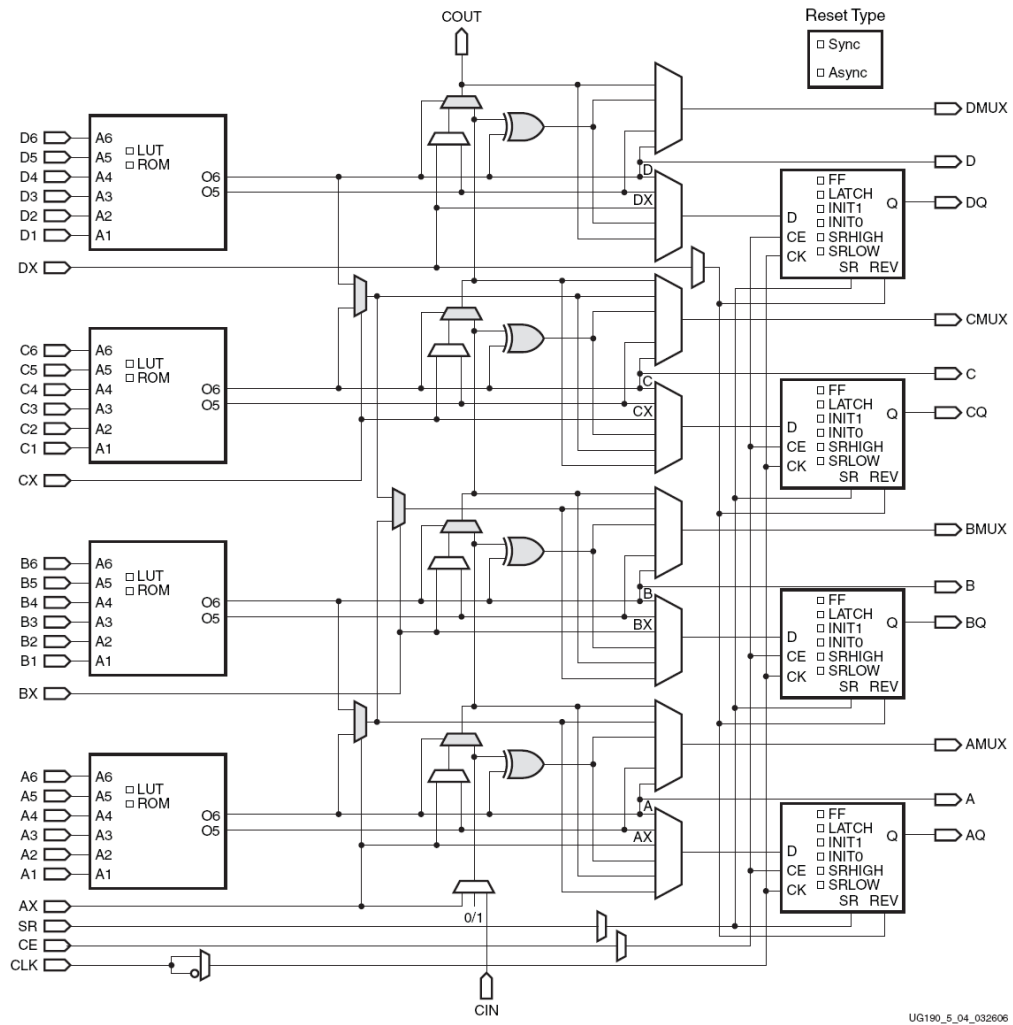 COUT
Reset Type
Sync
Async
DMUX
D6 A6
D5 A5
D4 A4
D3 A3
D2 A2
D1 A1
LUT
ROM
O6
O5
DX
D
DX
D
DQ
FF
LATCH
INIT1
INIT0
SRHIGH
SRLOW
D
CE
CK
Q
SR REV
CMUX
C6 A6
C5 A5
C4 A4
C3 A3
C2 A2
C1 A1
LUT
ROM
O6
O5
CX
C
CX
C
CQ
FF
LATCH
INIT1
INIT0
SRHIGH
SRLOW
D
CE
CK
Q
SR REV
BMUX
B6 A6
B5 A5
B4 A4
B3 A3
B2 A2
B1 A1
LUT
ROM
O6
O5
BX
B
BX
B
BQ
FF
LATCH
INIT1
INIT0
SRHIGH
SRLOW
D
CE
CK
Q
SR REV
AMUX
A6 A6
A5 A5
A4 A4
A3 A3
A2 A2
A1 A1
LUT
ROM
O6
O5
A
AX
A
AQ
FF
LATCH
INIT1
INIT0
SRHIGH
SRLOW
D
CE
CK
Q
SR REV
AX
0/1
SR
CE
CLK
CIN
UG190_5_04_032606